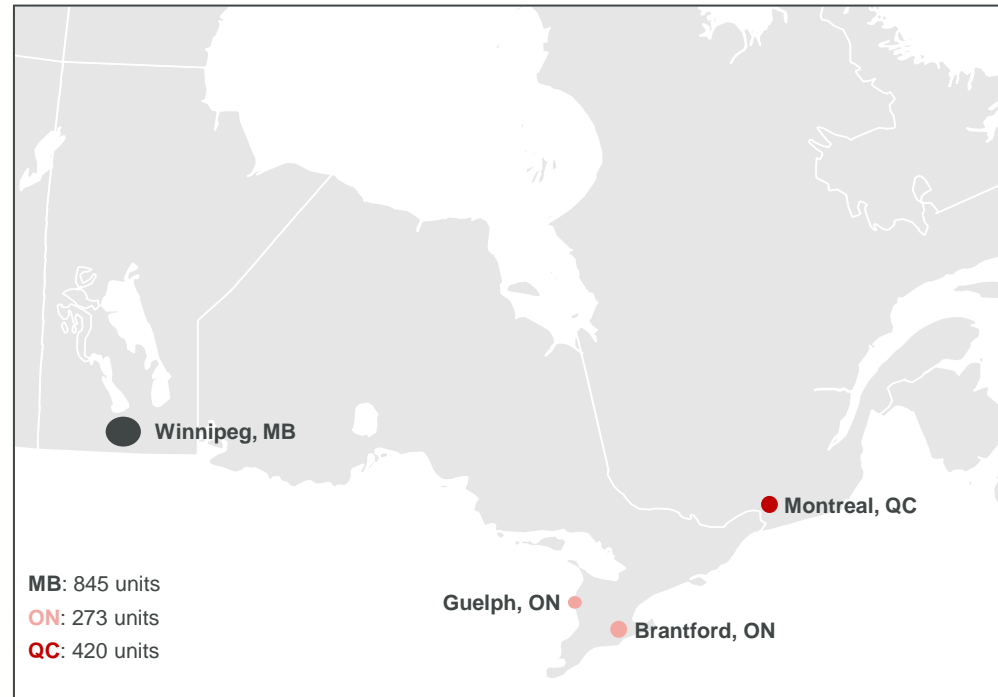 Winnipeg, MB
Montreal, QC
Guelph, ON
Brantford, ON
MB: 845 units
ON: 273 units
QC: 420 units